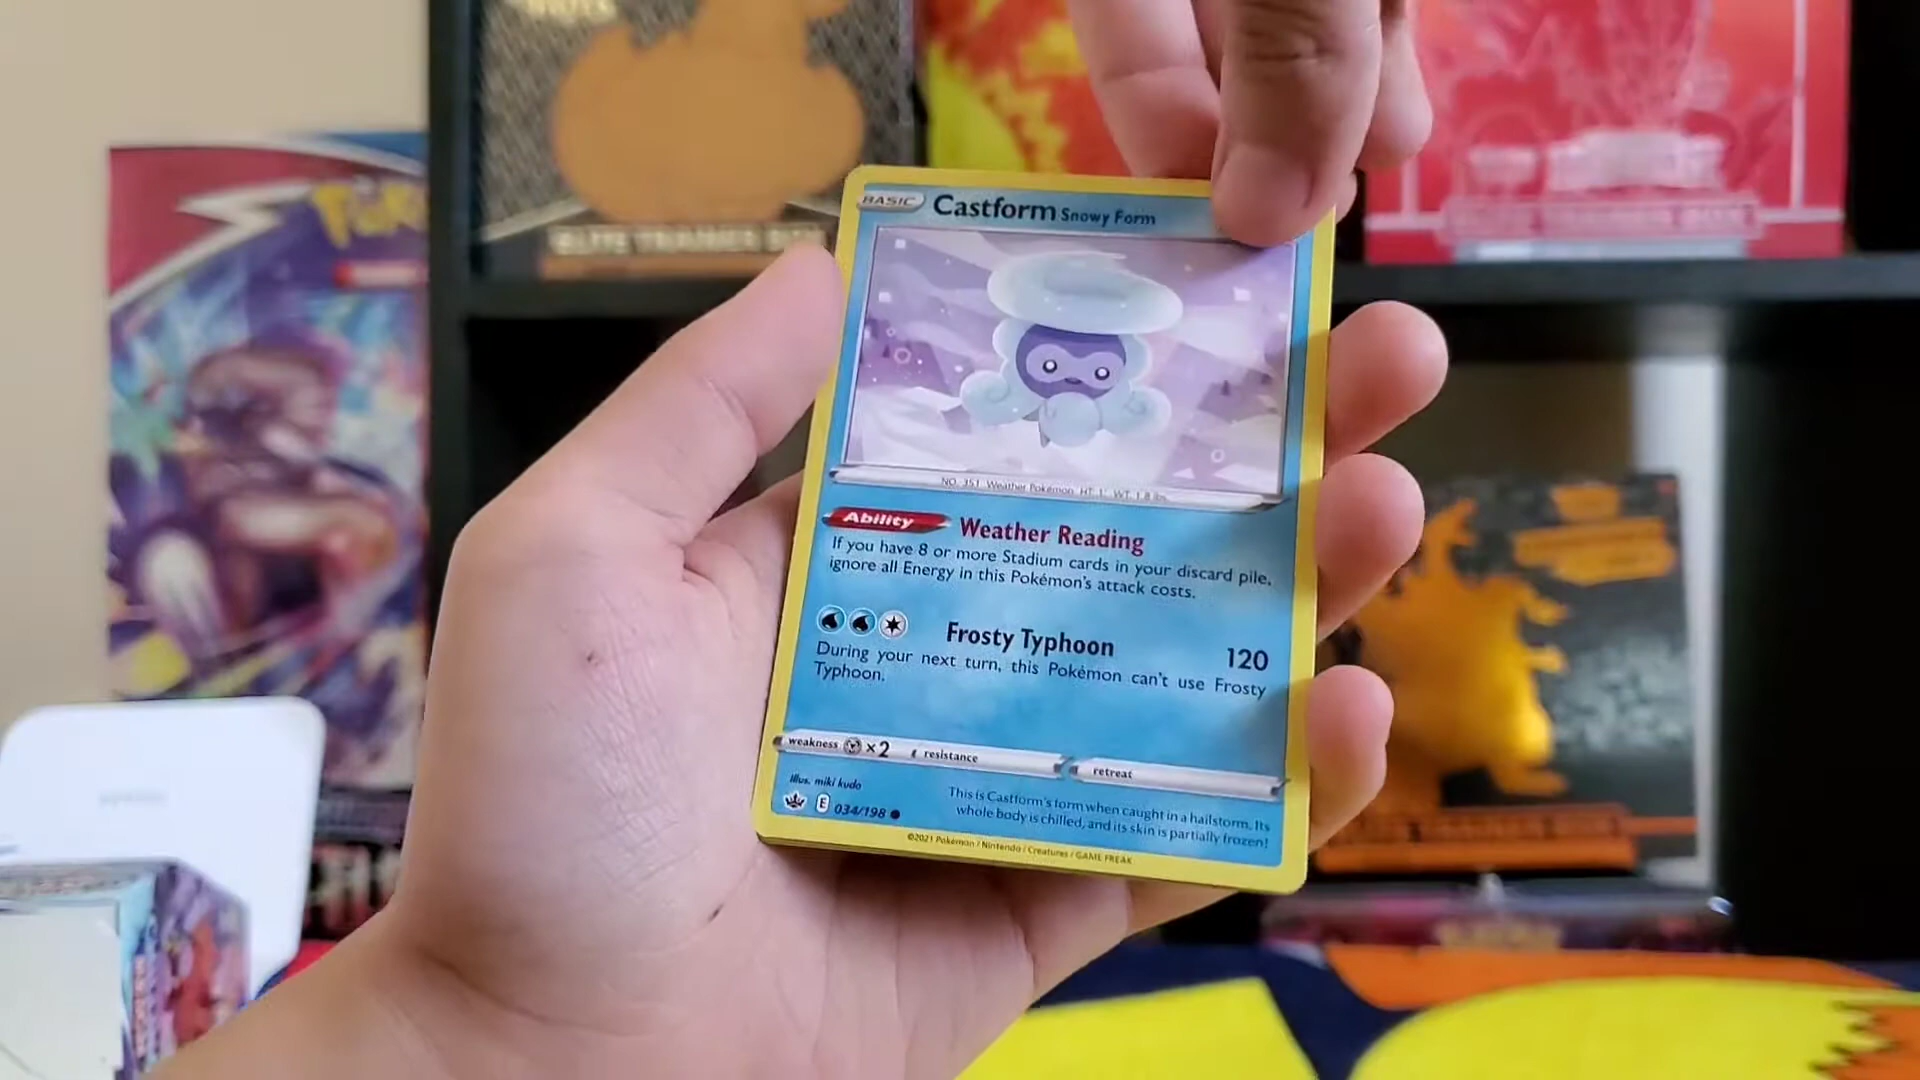 ELITE TRAINER BOX
BASIC
Castform Snowy Form
NO. 351 Weather Pokémon HT: 1' WT: 1.8 lbs.
Ability
Weather Reading
If you have 8 or more Stadium cards in your discard pile,
ignore all Energy in this Pokémon's attack costs.
Frosty Typhoon
120
During your next turn, this Pokémon can't use Frosty
Typhoon.
weakness ×2
resistance
retreat
Illus. miki kudo
E 034/198
This is Castform's form when caught in a hailstorm. Its
whole body is chilled, and its skin is partially frozen!
©2021 Pokémon / Nintendo / Creatures / GAME FREAK